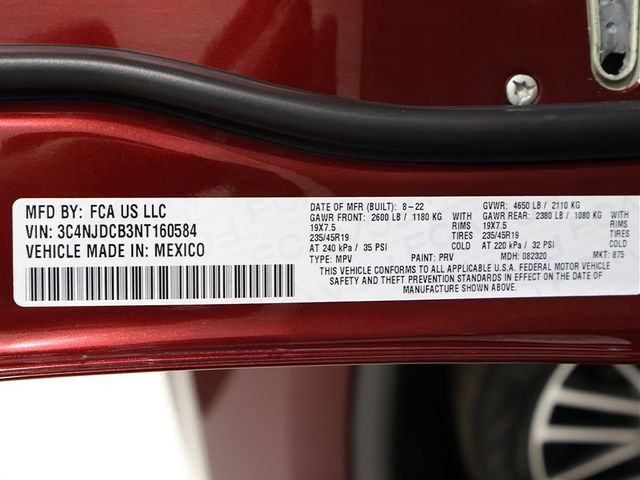 MFD BY: FCA US LLC
VIN: 3C4NJDCB3NT160584
VEHICLE MADE IN: MEXICO
DATE OF MFR (BUILT): 8-22
GAWR FRONT: 2600 LB / 1180 KG WITH
19X7.5 RIMS
235/45R19 TIRES
AT 240 kPa / 35 PSI COLD
TYPE: MPV PAINT: PRV
GVWR: 4650 LB / 2110 KG
GAWR REAR: 2380 LB / 1080 KG WITH
19X7.5 RIMS
235/45R19 TIRES
AT 220 kPa / 32 PSI COLD
MDH: 082320 MKT: 875
THIS VEHICLE CONFORMS TO ALL APPLICABLE U.S.A. FEDERAL MOTOR VEHICLE
SAFETY AND THEFT PREVENTION STANDARDS IN EFFECT ON THE DATE OF
MANUFACTURE SHOWN ABOVE.